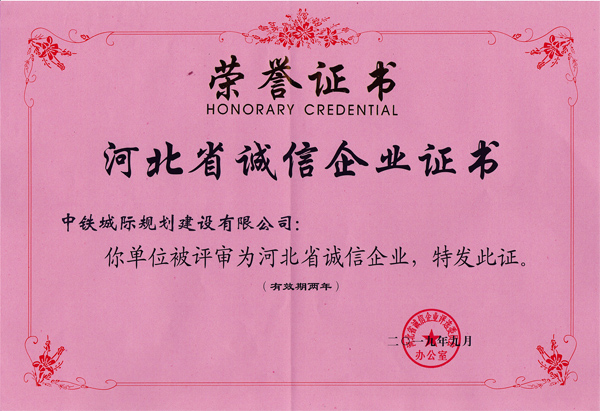 荣誉证书
HONORARY CREDENTIAL
河北省诚信企业证书
中铁城际规划建设有限公司：
你单位被评审为河北省诚信企业，特发此证。
（有效期两年）
二〇一九年九月
办公室